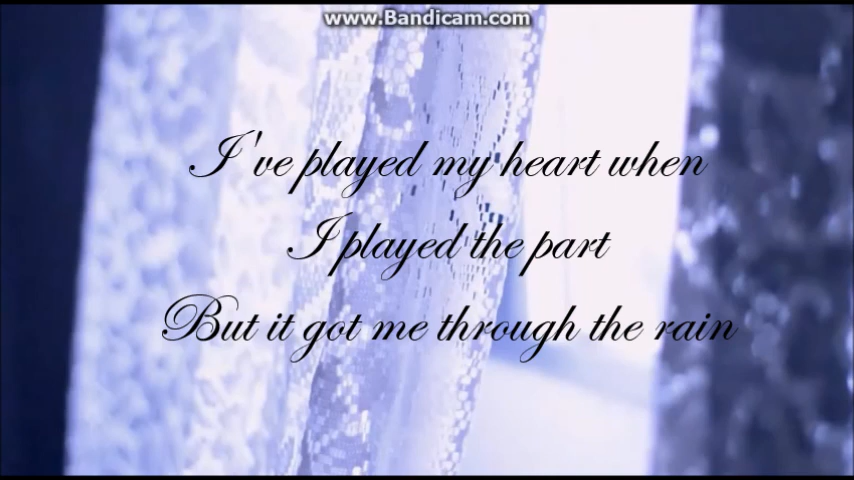 www.Bandicam.com
I've played my heart when
I played the part
But it got me through the rain